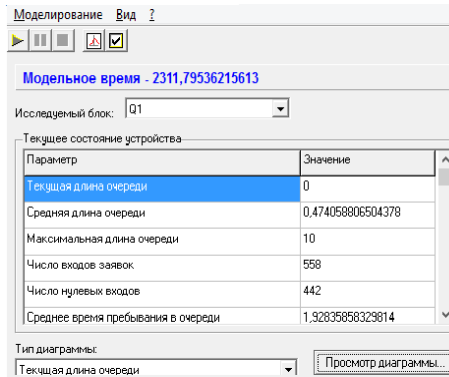 Моделирование Вид ?
Модельное время - 2311,79536215613
Исследуемый блок: Q1
Текущее состояние устройства
Параметр Значение
Текущая длина очереди 0
Средняя длина очереди 0,474058806504378
Максимальная длина очереди 10
Число входов заявок 558
Число нулевых входов 442
Среднее время пребывания в очереди 1,92835858329814
Тип диаграммы:
Текущая длина очереди
Просмотр диаграммы...